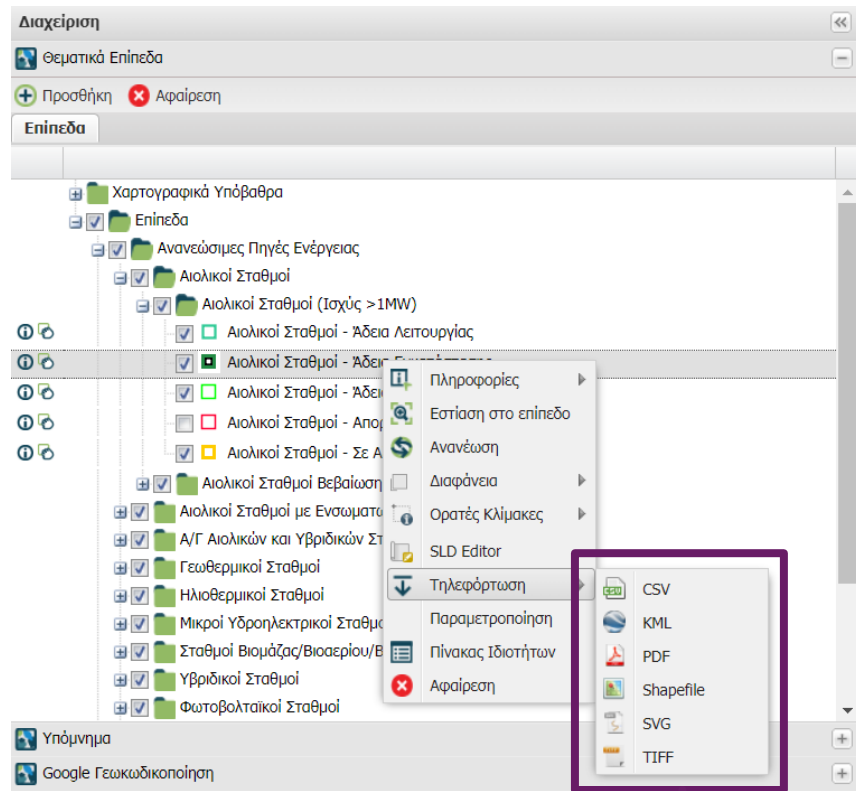 Διαχείριση
Θεματικά Επίπεδα
Προσθήκη Αφαίρεση
Επίπεδα
Χαρτογραφικά Υπόβαθρα
Επίπεδα
Ανανεώσιμες Πηγές Ενέργειας
Αιολικοί Σταθμοί
Αιολικοί Σταθμοί (Ισχύς >1MW)
Αιολικοί Σταθμοί - Άδεια Λειτουργίας
Αιολικοί Σταθμοί - Άδεια Εγκατάστασης
Αιολικοί Σταθμοί - Άδει
Αιολικοί Σταθμοί - Απορ
Αιολικοί Σταθμοί - Σε Α
Αιολικοί Σταθμοί Βεβαίωση
Αιολικοί Σταθμοί με Ενσωματω
Α/Γ Αιολικών και Υβριδικών Στ
Γεωθερμικοί Σταθμοί
Ηλιοθερμικοί Σταθμοί
Μικροί Υδροηλεκτρικοί Σταθμο
Σταθμοί Βιομάζας/Βιοαερίου/Β
Υβριδικοί Σταθμοί
Φωτοβολταϊκοί Σταθμοί
Πληροφορίες
Εστίαση στο επίπεδο
Ανανέωση
Διαφάνεια
Ορατές Κλίμακες
SLD Editor
Τηλεφόρτωση
Παραμετροποίηση
Πίνακας Ιδιοτήτων
Αφαίρεση
CSV
KML
PDF
Shapefile
SVG
TIFF
Υπόμνημα
Google Γεωκωδικοποίηση